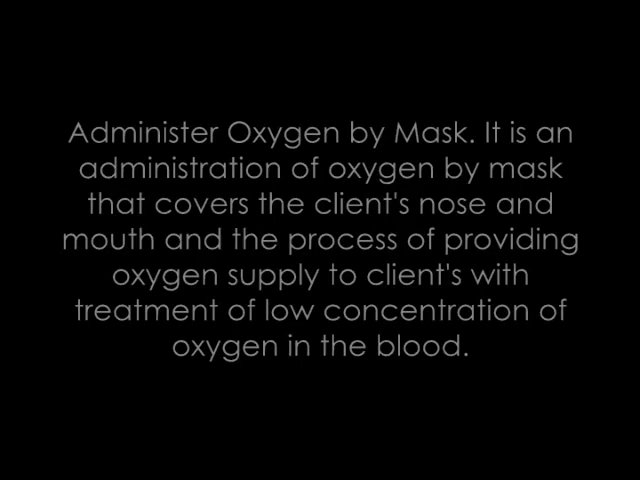 Administer Oxygen by Mask. It is an
administration of oxygen by mask
that covers the client's nose and
mouth and the process of providing
oxygen supply to client's with
treatment of low concentration of
oxygen in the blood.